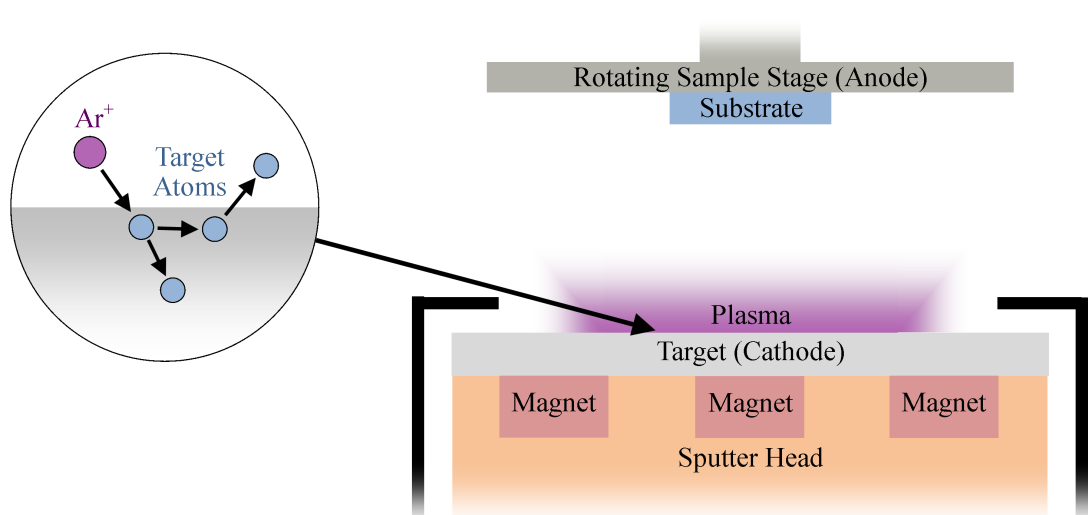 Ar+
Target
Atoms
Rotating Sample Stage (Anode)
Substrate
Plasma
Target (Cathode)
Magnet
Magnet
Magnet
Sputter Head